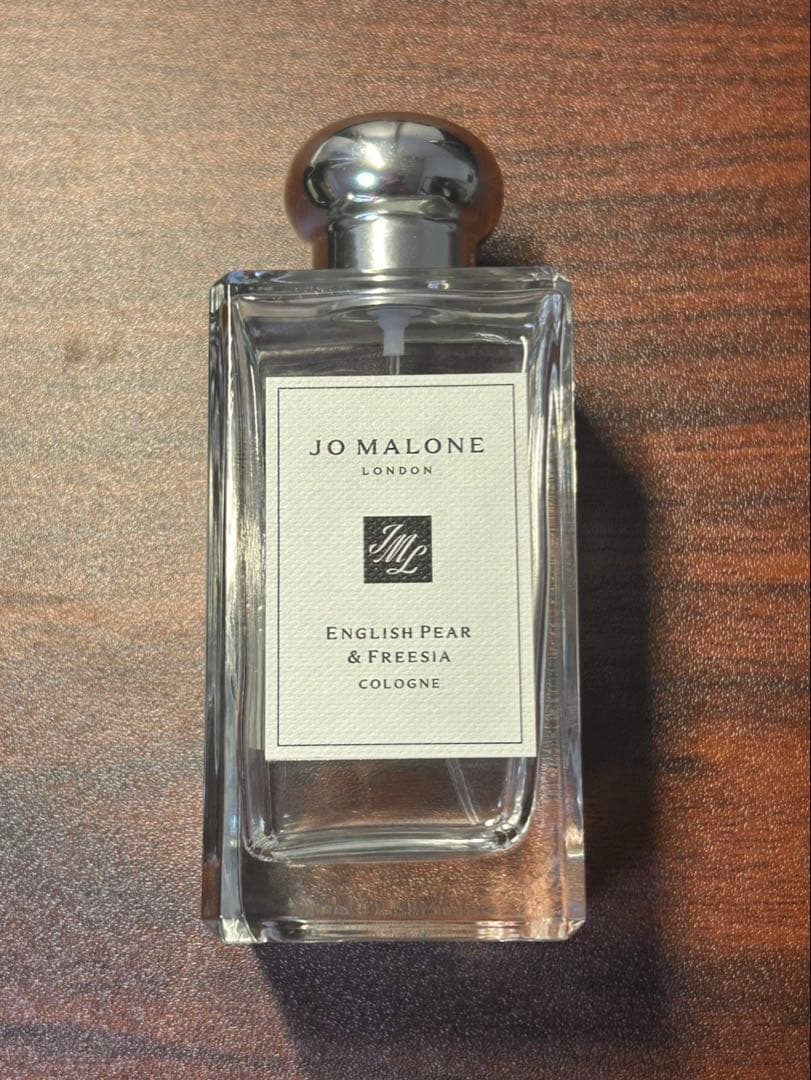 JO MALONE
LONDON
JML
ENGLISH PEAR
& FREESIA
COLOGNE